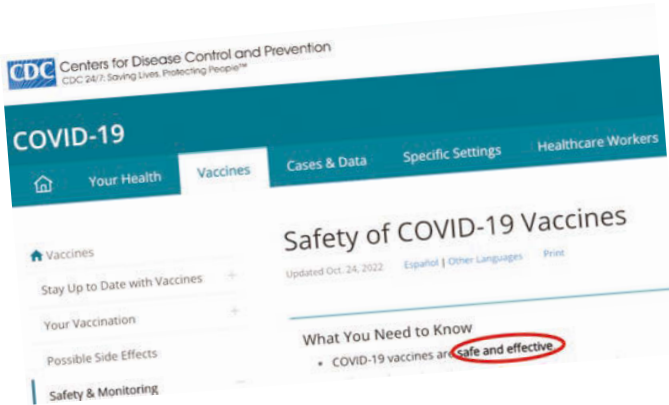 CDC
Centers for Disease Control and Prevention
CDC 24/7: Saving Lives, Protecting People™
COVID-19
Your Health
Vaccines
Cases & Data
Specific Settings
Healthcare Workers
Safety of COVID-19 Vaccines
Updated Oct. 24, 2022
Español | Other Languages
Print
Vaccines
Stay Up to Date with Vaccines +
Your Vaccination +
Possible Side Effects
Safety & Monitoring −
What You Need to Know
• COVID-19 vaccines are safe and effective.